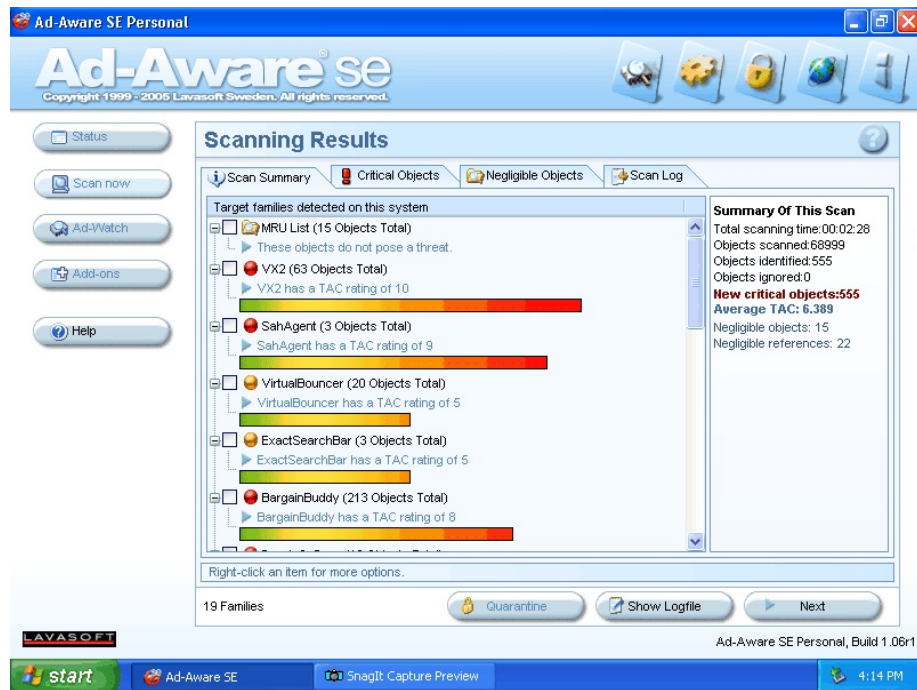 Ad-Aware SE Personal
Ad-Aware SE
Copyright 1999 - 2005 Lavasoft Sweden. All rights reserved.
Status
Scan now
Ad-Watch
Add-ons
Help
Scanning Results
Scan Summary
Critical Objects
Negligible Objects
Scan Log
Target families detected on this system
MRU List (15 Objects Total)
These objects do not pose a threat.
VX2 (63 Objects Total)
VX2 has a TAC rating of 10
SahAgent (3 Objects Total)
SahAgent has a TAC rating of 9
VirtualBouncer (20 Objects Total)
VirtualBouncer has a TAC rating of 5
ExactSearchBar (3 Objects Total)
ExactSearchBar has a TAC rating of 5
BargainBuddy (213 Objects Total)
BargainBuddy has a TAC rating of 8
Summary Of This Scan
Total scanning time:00:02:28
Objects scanned:68999
Objects identified:555
Objects ignored:0
New critical objects:555
Average TAC: 6.389
Negligible objects: 15
Negligible references: 22
Right-click an item for more options.
19 Families
Quarantine
Show Logfile
Next
LAVASOFT
Ad-Aware SE Personal, Build 1.06r1
start
Ad-Aware SE
SnagIt Capture Preview
4:14 PM